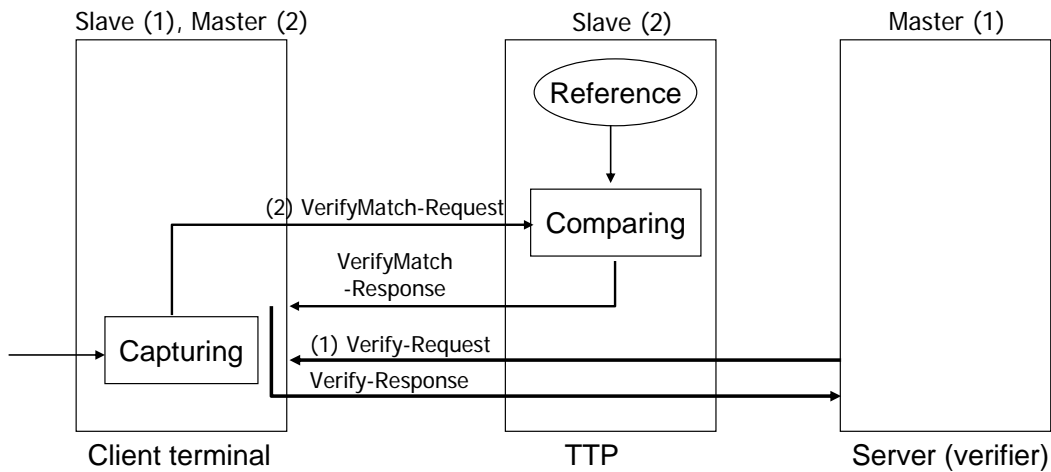 Slave (1), Master (2)
Slave (2)
Master (1)
Reference
(2) VerifyMatch-Request
Comparing
VerifyMatch
-Response
Capturing
(1) Verify-Request
Verify-Response
Client terminal
TTP
Server (verifier)